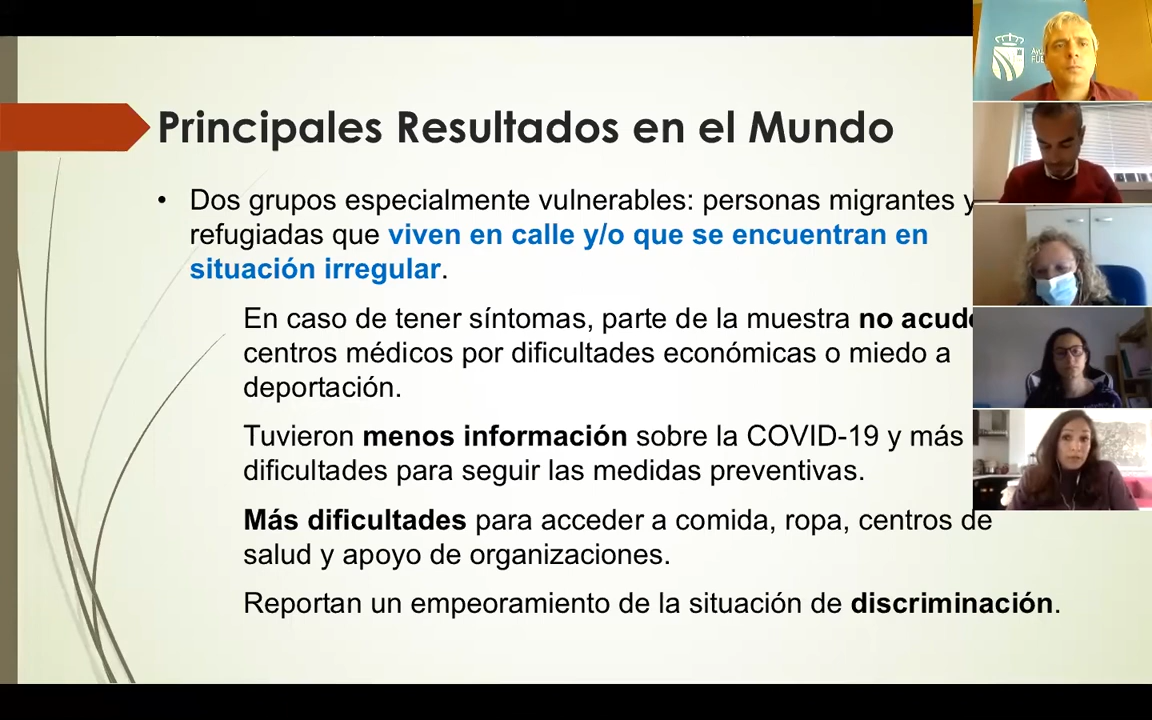 Principales Resultados en el Mundo
• Dos grupos especialmente vulnerables: personas migrantes y
refugiadas que viven en calle y/o que se encuentran en
situación irregular.
En caso de tener síntomas, parte de la muestra no
centros médicos por dificultades económicas o miedo a
deportación.
Tuvieron menos información sobre la COVID-19 y más
dificultades para seguir las medidas preventivas.
Más dificultades para acceder a comida, ropa, centros de
salud y apoyo de organizaciones.
Reportan un empeoramiento de la situación de discriminación.